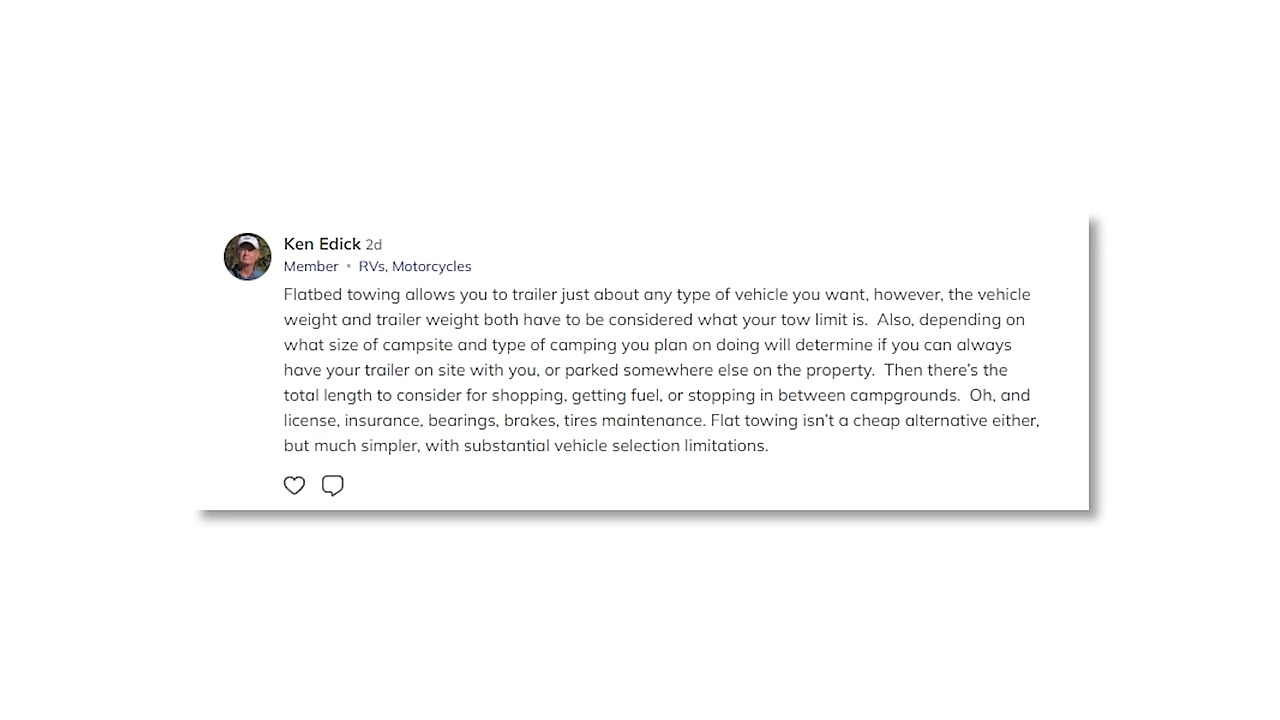 Ken Edick 2d
Member • RVs, Motorcycles
Flatbed towing allows you to trailer just about any type of vehicle you want, however, the vehicle
weight and trailer weight both have to be considered what your tow limit is.  Also, depending on
what size of campsite and type of camping you plan on doing will determine if you can always
have your trailer on site with you, or parked somewhere else on the property.  Then there's the
total length to consider for shopping, getting fuel, or stopping in between campgrounds.  Oh, and
license, insurance, bearings, brakes, tires maintenance. Flat towing isn't a cheap alternative either,
but much simpler, with substantial vehicle selection limitations.